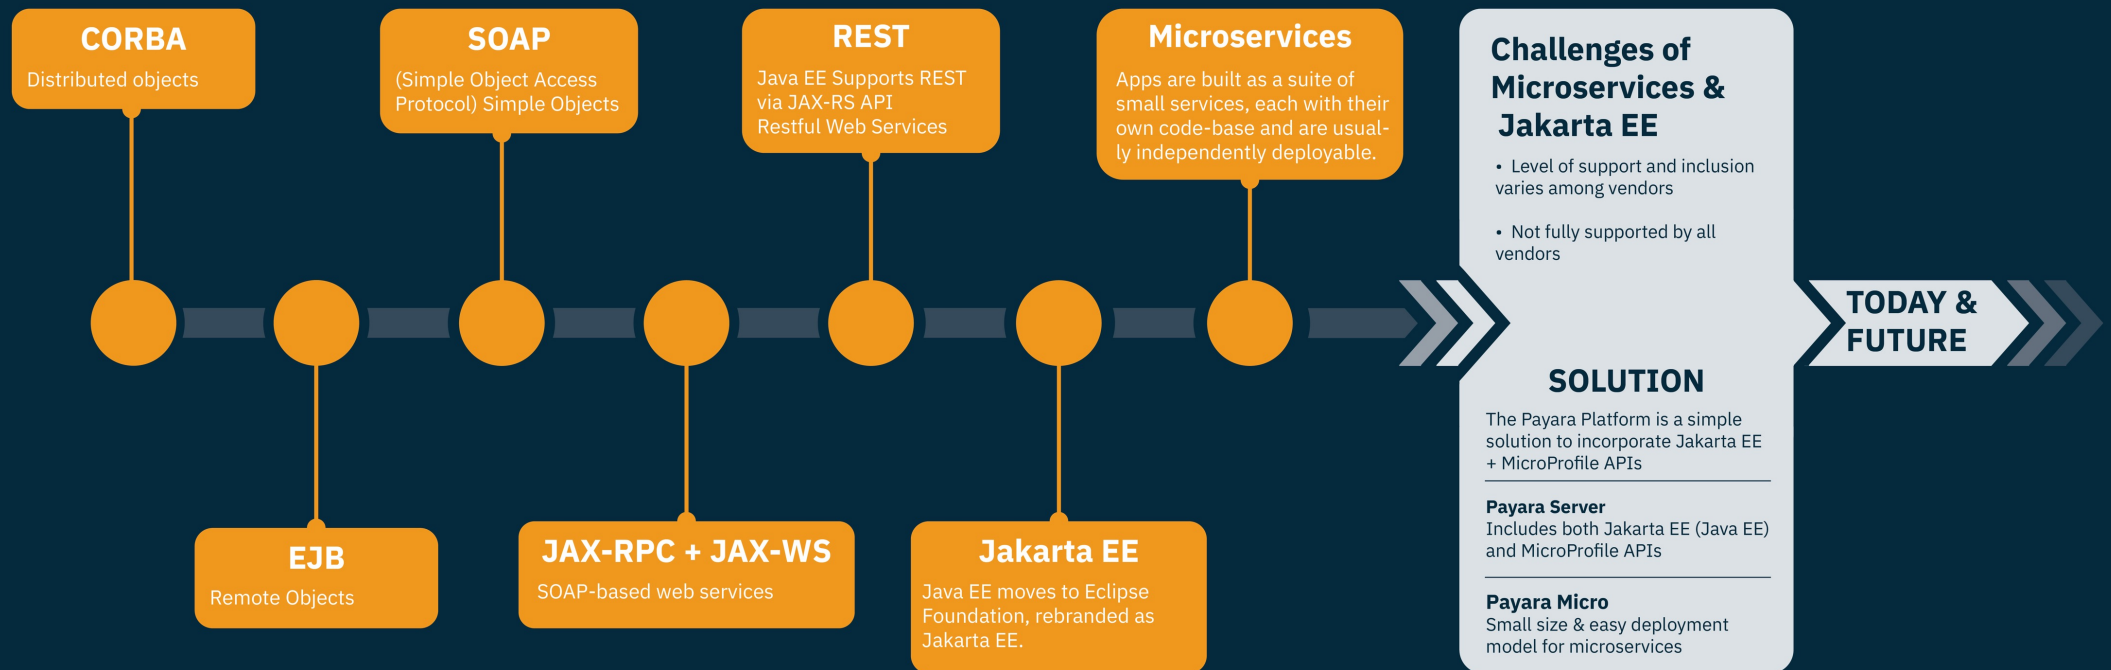 CORBA
Distributed objects
EJB
Remote Objects
SOAP
(Simple Object Access
Protocol) Simple Objects
JAX-RPC + JAX-WS
SOAP-based web services
REST
Java EE Supports REST
via JAX-RS API
Restful Web Services
Jakarta EE
Java EE moves to Eclipse
Foundation, rebranded as
Jakarta EE.
Microservices
Apps are built as a suite of
small services, each with their
own code-base and are usual-
ly independently deployable.
Challenges of
Microservices &
Jakarta EE
• Level of support and inclusion
varies among vendors
• Not fully supported by all
vendors
SOLUTION
The Payara Platform is a simple
solution to incorporate Jakarta EE
+ MicroProfile APIs
Payara Server
Includes both Jakarta EE (Java EE)
and MicroProfile APIs
Payara Micro
Small size & easy deployment
model for microservices
TODAY &
FUTURE